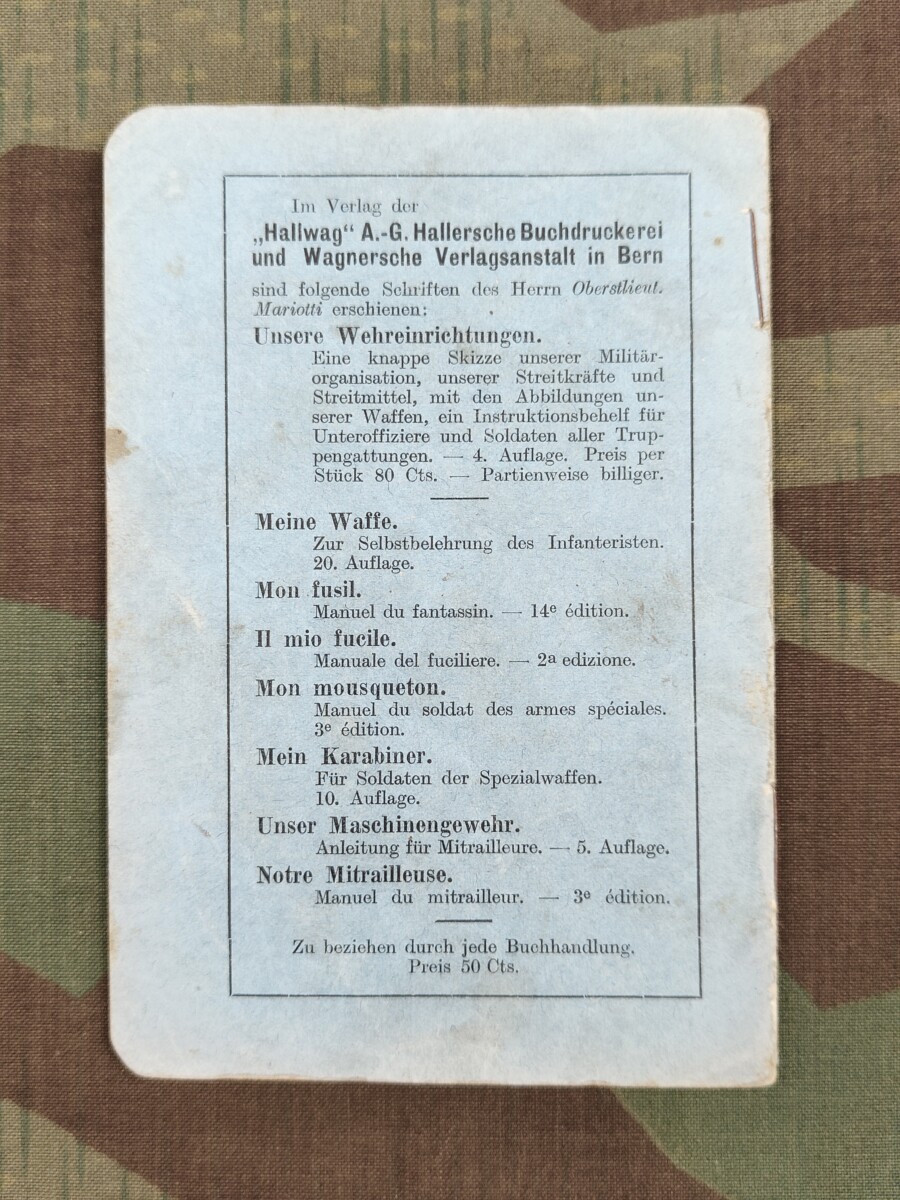 Im Verlag der
„Hallwag“ A.-G. Hallersche Buchdruckerei
und Wagnersche Verlagsanstalt in Bern
sind folgende Schriften des Herrn Oberstlieut.
Mariotti erschienen:
Unsere Wehreinrichtungen.
Eine knappe Skizze unserer Militär-
organisation, unserer Streitkräfte und
Streitmittel, mit den Abbildungen un-
serer Waffen, ein Instruktionsbehelf für
Unteroffiziere und Soldaten aller Trup-
pengattungen. — 4. Auflage. Preis per
Stück 80 Cts. — Partienweise billiger.
Meine Waffe.
Zur Selbstbelehrung des Infanteristen.
20. Auflage.
Mon fusil.
Manuel du fantassin. — 14e édition.
Il mio fucile.
Manuale del fuciliere. — 2a edizione.
Mon mousqueton.
Manuel du soldat des armes spéciales.
3e édition.
Mein Karabiner.
Für Soldaten der Spezialwaffen.
10. Auflage.
Unser Maschinengewehr.
Anleitung für Mitrailleure. — 5. Auflage.
Notre Mitrailleuse.
Manuel du mitrailleur. — 3e édition.
Zu beziehen durch jede Buchhandlung.
Preis 50 Cts.